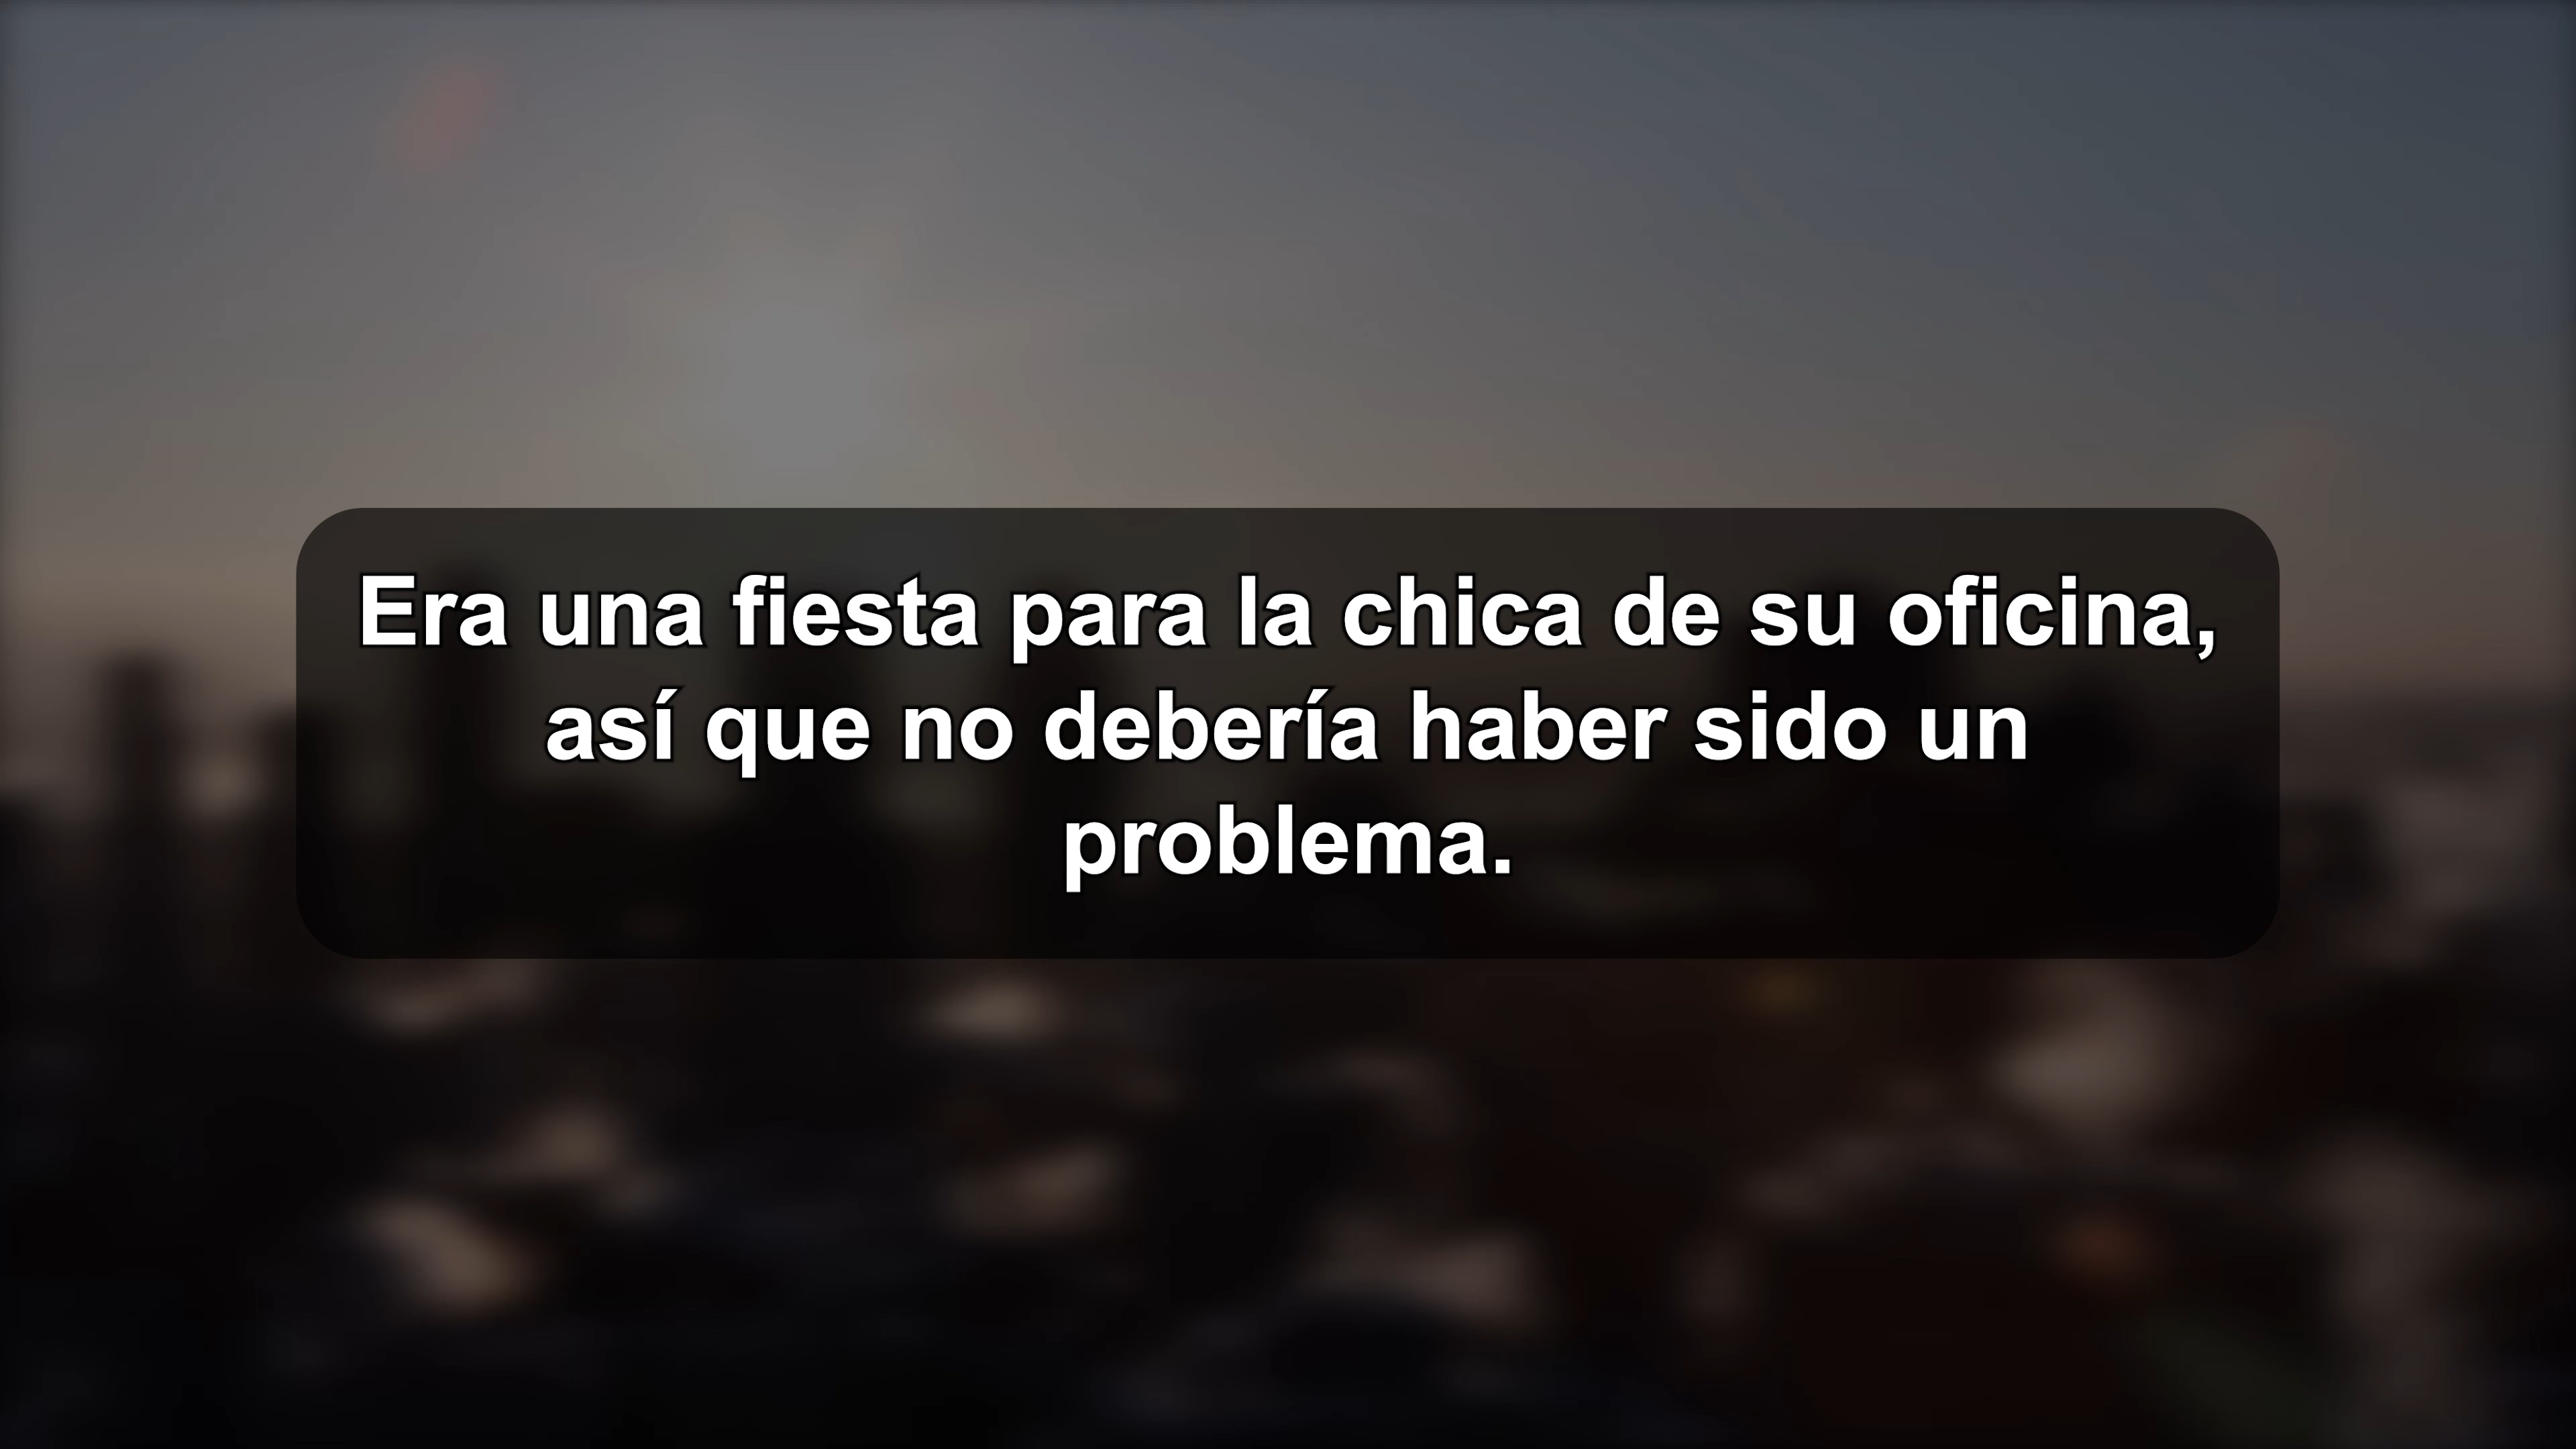 Era una fiesta para la chica de su oficina,
así que no debería haber sido un
problema.